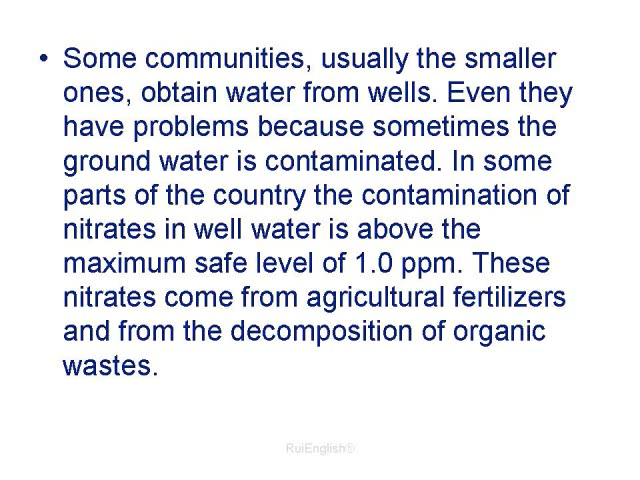 • Some communities, usually the smaller
ones, obtain water from wells. Even they
have problems because sometimes the
ground water is contaminated. In some
parts of the country the contamination of
nitrates in well water is above the
maximum safe level of 1.0 ppm. These
nitrates come from agricultural fertilizers
and from the decomposition of organic
wastes.
RuiEnglish®